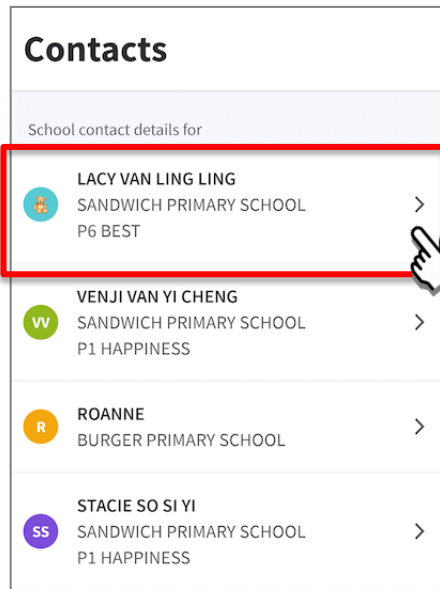 Contacts
School contact details for
LACY VAN LING LING
SANDWICH PRIMARY SCHOOL
P6 BEST
VENJI VAN YI CHENG
VV
SANDWICH PRIMARY SCHOOL
P1 HAPPINESS
ROANNE
R
BURGER PRIMARY SCHOOL
STACIE SO SI YI
SS
SANDWICH PRIMARY SCHOOL
P1 HAPPINESS